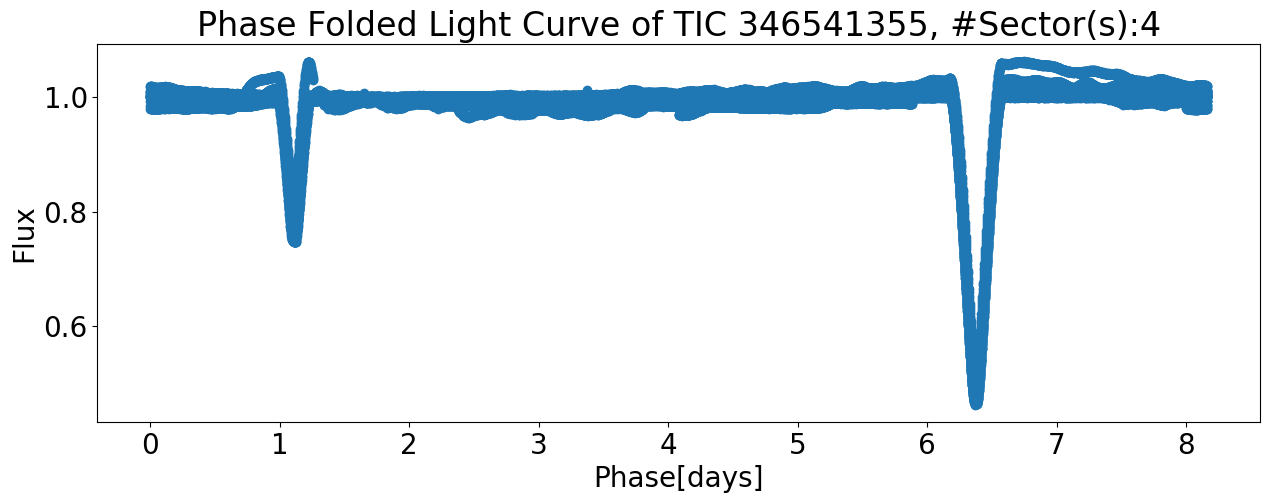 Phase Folded Light Curve of TIC 346541355, #Sector(s):4
1.0
0.8
0.6
Flux
0 1 2 3 4 5 6 7 8
Phase[days]